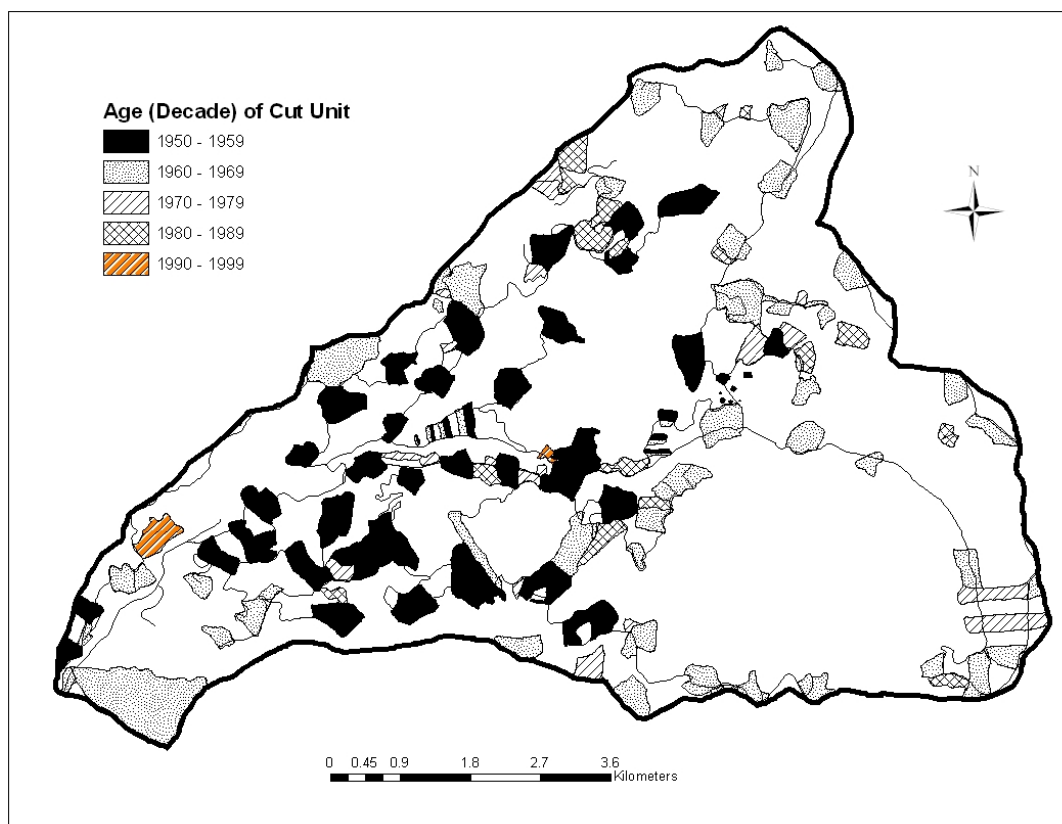 Age (Decade) of Cut Unit
1950 - 1959
1960 - 1969
1970 - 1979
1980 - 1989
1990 - 1999
N
0 0.45 0.9 1.8 2.7 3.6
Kilometers